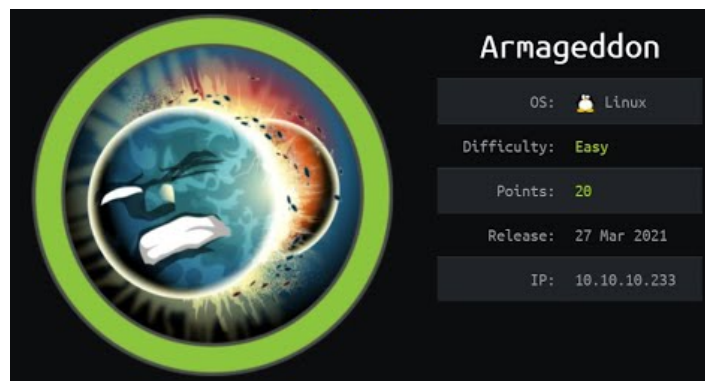 Armageddon
OS: Linux
Difficulty: Easy
Points: 20
Release: 27 Mar 2021
IP: 10.10.10.233